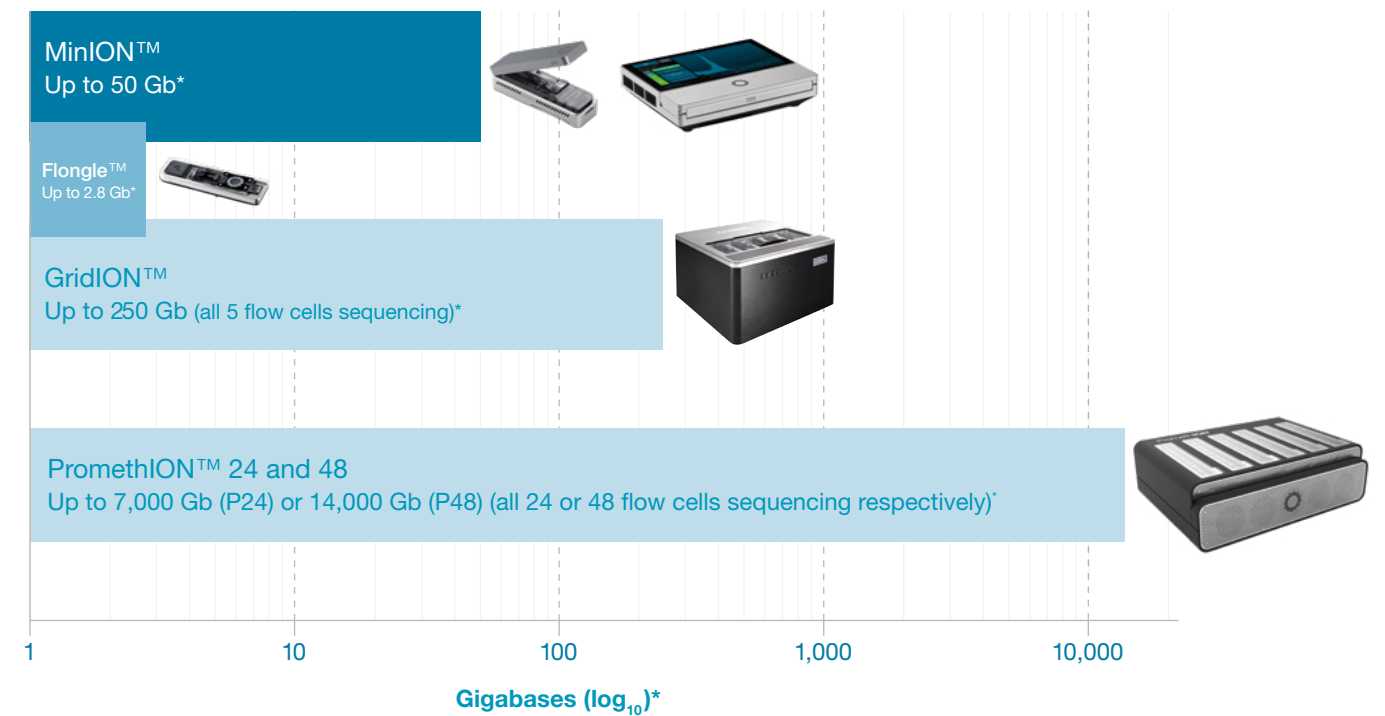 MinION™
Up to 50 Gb*
Flongle™
Up to 2.8 Gb*
GridION™
Up to 250 Gb (all 5 flow cells sequencing)*
PromethION™ 24 and 48
Up to 7,000 Gb (P24) or 14,000 Gb (P48) (all 24 or 48 flow cells sequencing respectively)*
1
10
100
1,000
10,000
Gigabases (log₁₀)*